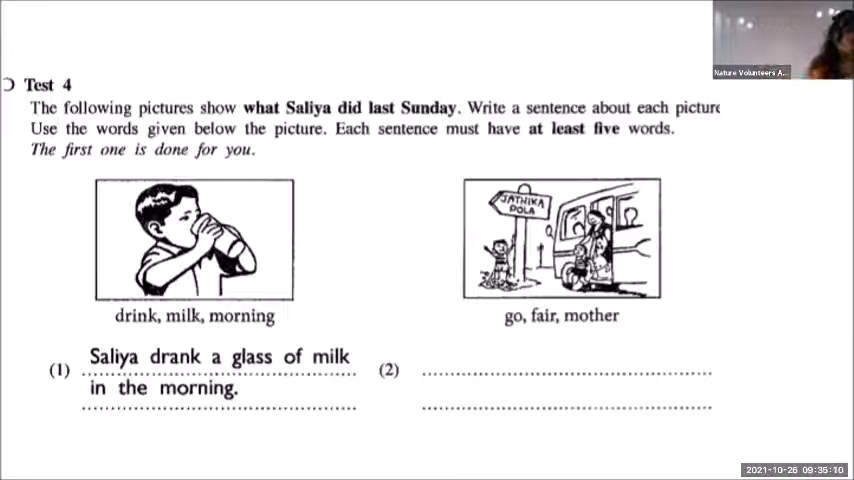 Nature Volunteers A...
Test 4
The following pictures show what Saliya did last Sunday. Write a sentence about each picture
Use the words given below the picture. Each sentence must have at least five words.
The first one is done for you.
JATHIKA
POLA
drink, milk, morning
go, fair, mother
(1) Saliya drank a glass of milk
in the morning.
(2)
2021-10-26 09:35:10